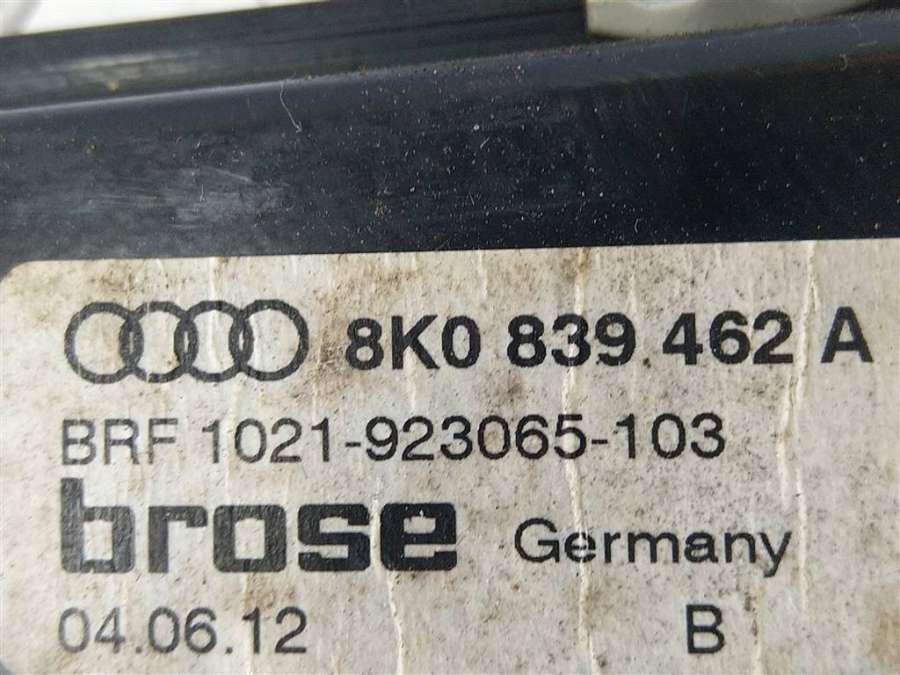 8K0 839 462 A
BRF 1021-923065-103
brose Germany
04.06.12 B